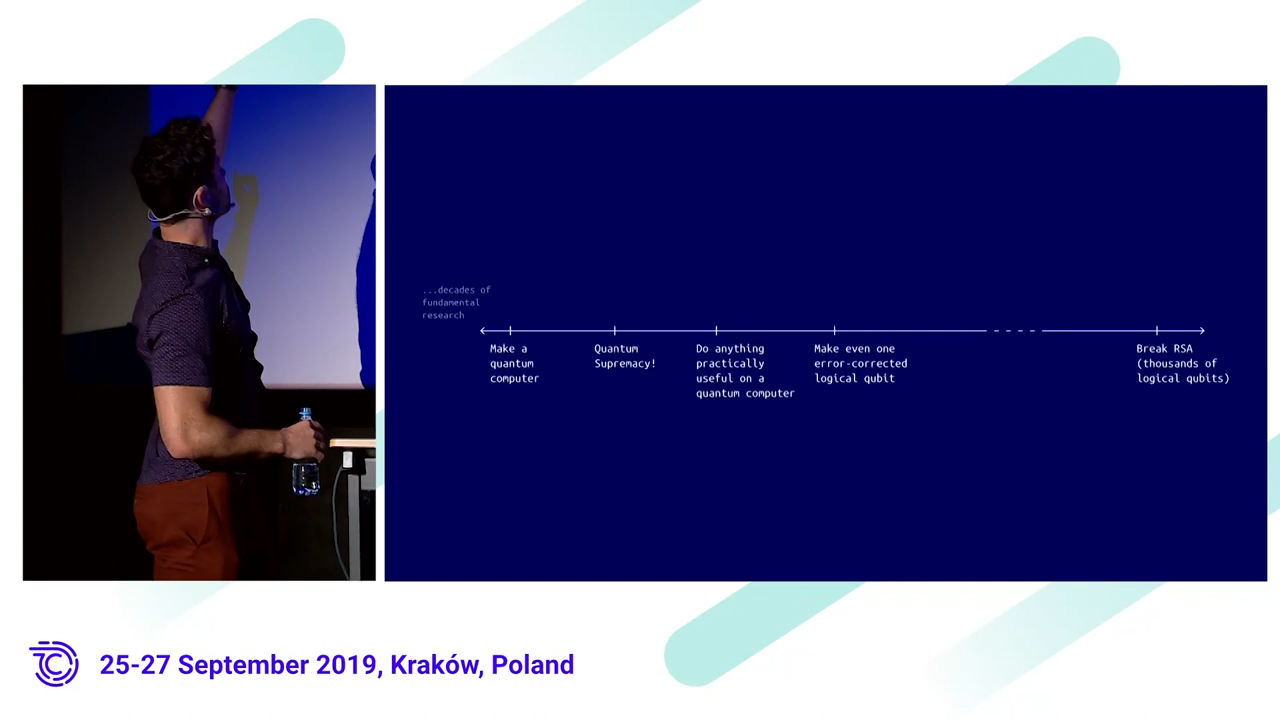 ...decades of
fundamental
research
Make a
quantum
computer
Quantum
Supremacy!
Do anything
practically
useful on a
quantum computer
Make even one
error-corrected
logical qubit
Break RSA
(thousands of
logical qubits)
25-27 September 2019, Kraków, Poland